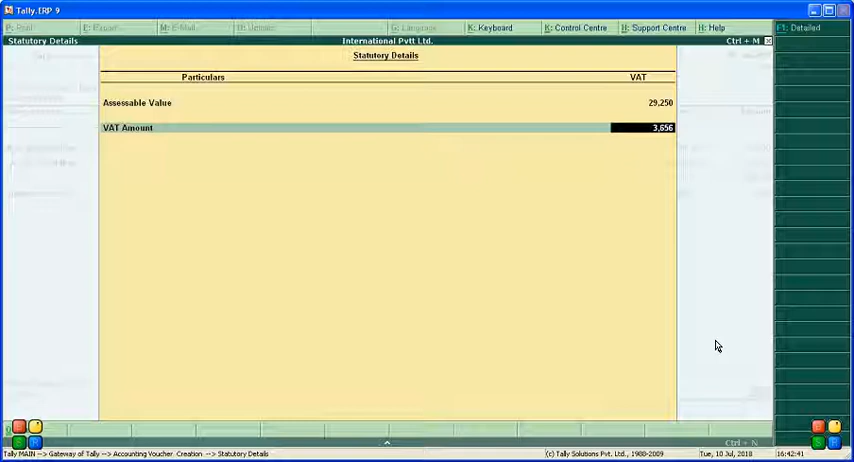 Tally.ERP 9
P: Print E: Export M: E-Mail G: Language K: Keyboard K: Control Centre H: Support Centre H: Help F1: Detailed
Statutory Details International Pvtt Ltd. Ctrl + M
Statutory Details
Particulars VAT
Assessable Value 29,250
VAT Amount 3,656
Ctrl + N
Tally MAIN --> Gateway of Tally --> Accounting Voucher Creation --> Statutory Details (c) Tally Solutions Pvt. Ltd., 1988-2009 Tue, 10 Jul, 2018 16:42:41